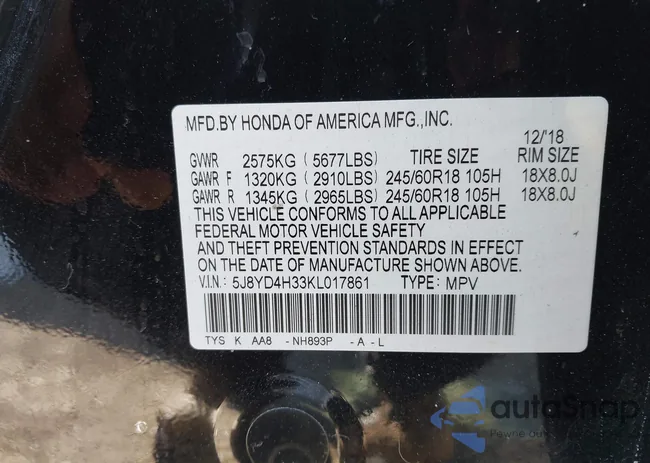 MFD.BY HONDA OF AMERICA MFG.,INC.
12/'18
GVWR 2575KG ( 5677LBS) TIRE SIZE RIM SIZE
GAWR F 1320KG ( 2910LBS) 245/60R18 105H 18X8.0J
GAWR R 1345KG ( 2965LBS) 245/60R18 105H 18X8.0J
THIS VEHICLE CONFORMS TO ALL APPLICABLE
FEDERAL MOTOR VEHICLE SAFETY
AND THEFT PREVENTION STANDARDS IN EFFECT
ON THE DATE OF MANUFACTURE SHOWN ABOVE.
V.I.N: 5J8YD4H33KL017861 TYPE: MPV
TYS K AA8 -NH893P -A-L
autoSnap
Pewne